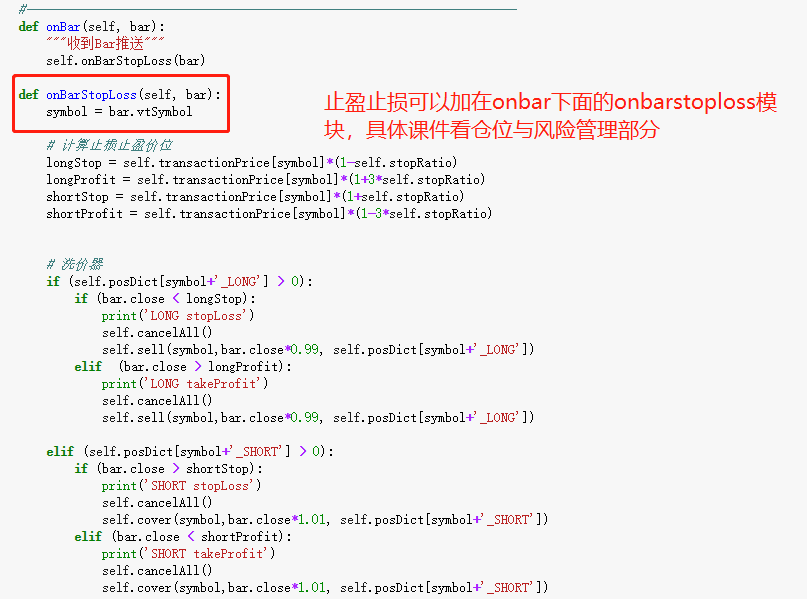 #
def onBar(self, bar):
"""收到Bar推送"""
self.onBarStopLoss(bar)
def onBarStopLoss(self, bar):
symbol = bar.vtSymbol
止盈止损可以加在onbar下面的onbarstoploss模
块，具体课件看仓位与风险管理部分
# 计算止损止盈价位
longStop = self.transactionPrice[symbol]*(1-self.stopRatio)
longProfit = self.transactionPrice[symbol]*(1+3*self.stopRatio)
shortStop = self.transactionPrice[symbol]*(1+self.stopRatio)
shortProfit = self.transactionPrice[symbol]*(1-3*self.stopRatio)
# 洗价器
if (self.posDict[symbol+'_LONG'] > 0):
if (bar.close < longStop):
print('LONG stopLoss')
self.cancelAll()
self.sell(symbol,bar.close*0.99, self.posDict[symbol+'_LONG'])
elif (bar.close > longProfit):
print('LONG takeProfit')
self.cancelAll()
self.sell(symbol,bar.close*0.99, self.posDict[symbol+'_LONG'])
elif (self.posDict[symbol+'_SHORT'] > 0):
if (bar.close > shortStop):
print('SHORT stopLoss')
self.cancelAll()
self.cover(symbol,bar.close*1.01, self.posDict[symbol+'_SHORT'])
elif (bar.close < shortProfit):
print('SHORT takeProfit')
self.cancelAll()
self.cover(symbol,bar.close*1.01, self.posDict[symbol+'_SHORT'])